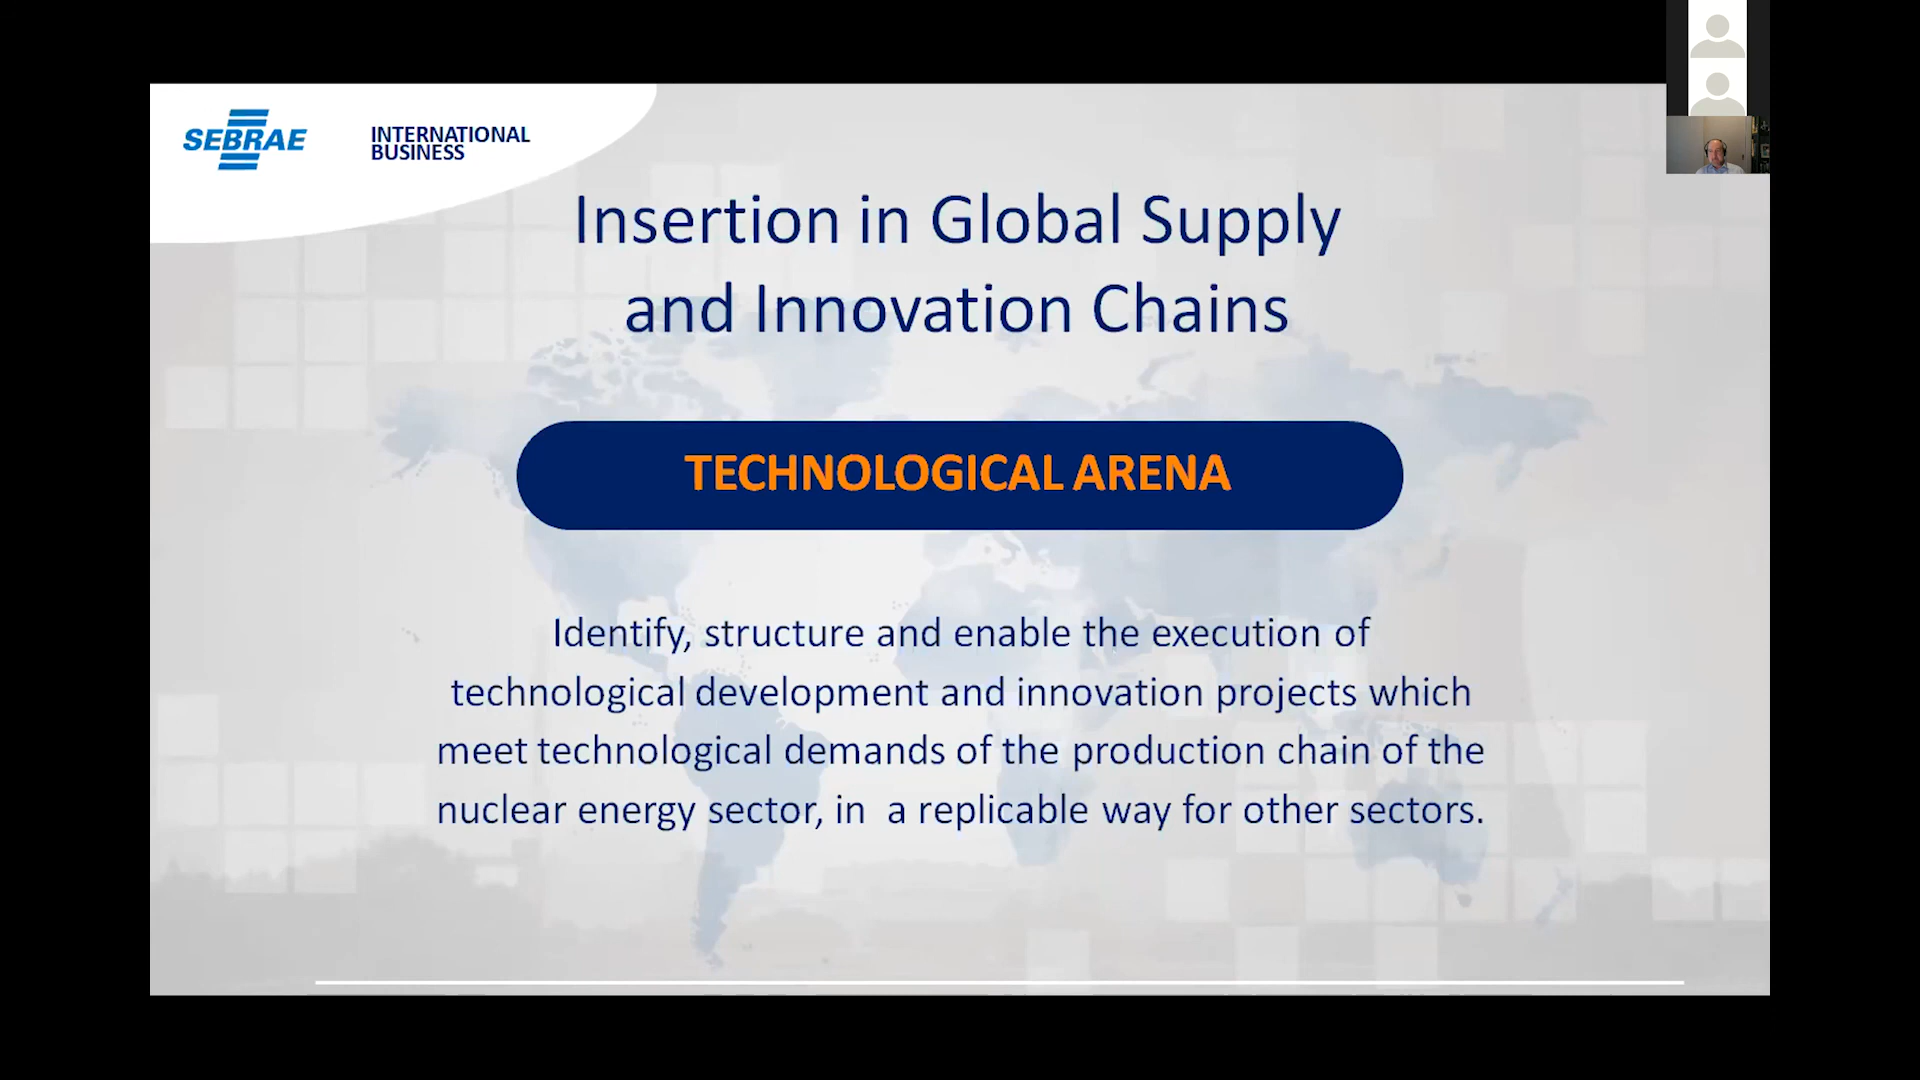 SEBRAE
INTERNATIONAL
BUSINESS
Insertion in Global Supply
and Innovation Chains
TECHNOLOGICAL ARENA
Identify, structure and enable the execution of
technological development and innovation projects which
meet technological demands of the production chain of the
nuclear energy sector, in  a replicable way for other sectors.